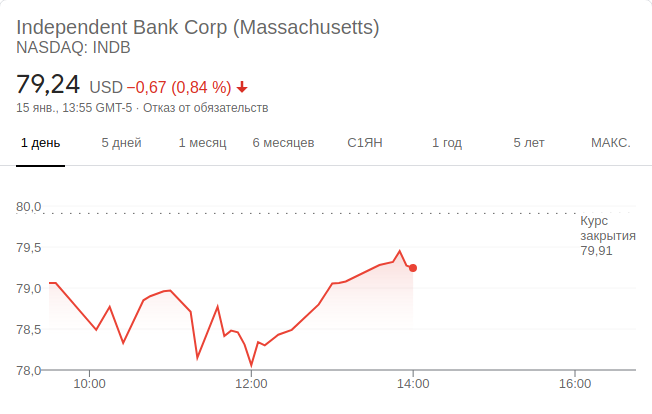 Independent Bank Corp (Massachusetts)
NASDAQ: INDB
79,24 USD −0,67 (0,84 %)
15 янв., 13:55 GMT-5 · Отказ от обязательств
1 день 5 дней 1 месяц 6 месяцев С1ЯН 1 год 5 лет МАКС.
80,0
Курс
закрытия
79,91
79,5
79,0
78,5
78,0
10:00 12:00 14:00 16:00